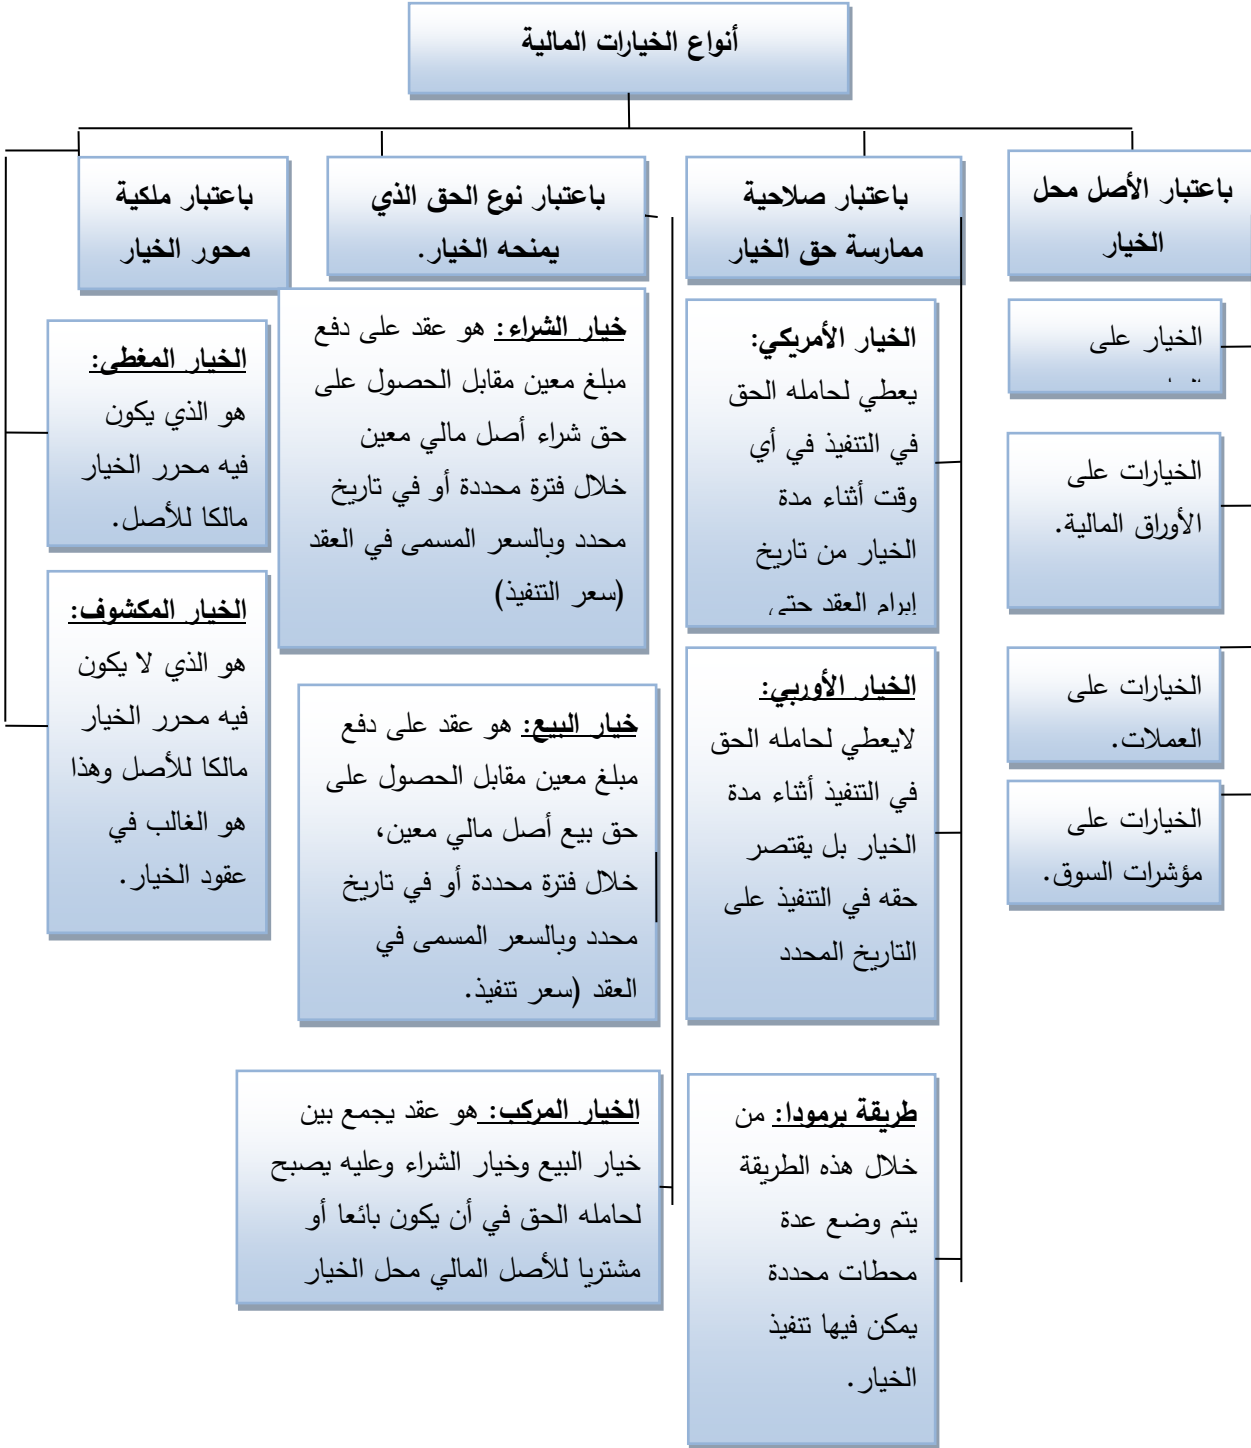 أنواع الخيارات المالية
باعتبار الأصل محل
الخيار
الخيار على
الخيارات على
الأوراق المالية.
الخيارات على
العملات.
الخيارات على
مؤشرات السوق.
باعتبار صلاحية
ممارسة حق الخيار
الخيار الأمريكي:
يعطي لحامله الحق
في التنفيذ في أي
وقت أثناء مدة
الخيار من تاريخ
إبرام العقد حتى
الخيار الأوربي:
لايعطي لحامله الحق
في التنفيذ أثناء مدة
الخيار بل يقتصر
حقه في التنفيذ على
التاريخ المحدد
طريقة برمودا: من
خلال هذه الطريقة
يتم وضع عدة
محطات محددة
يمكن فيها تنفيذ
الخيار.
باعتبار نوع الحق الذي
يمنحه الخيار.
خيار الشراء: هو عقد على دفع
مبلغ معين مقابل الحصول على
حق شراء أصل مالي معين
خلال فترة محددة أو في تاريخ
محدد وبالسعر المسمى في العقد
(سعر التنفيذ)
خيار البيع: هو عقد على دفع
مبلغ معين مقابل الحصول على
حق بيع أصل مالي معين،
خلال فترة محددة أو في تاريخ
محدد وبالسعر المسمى في
العقد (سعر تنفيذ.
الخيار المركب: هو عقد يجمع بين
خيار البيع وخيار الشراء وعليه يصبح
لحامله الحق في أن يكون بائعا أو
مشتريا للأصل المالي محل الخيار
باعتبار ملكية
محور الخيار
الخيار المغطى:
هو الذي يكون
فيه محرر الخيار
مالكا للأصل.
الخيار المكشوف:
هو الذي لا يكون
فيه محرر الخيار
مالكا للأصل وهذا
هو الغالب في
عقود الخيار.